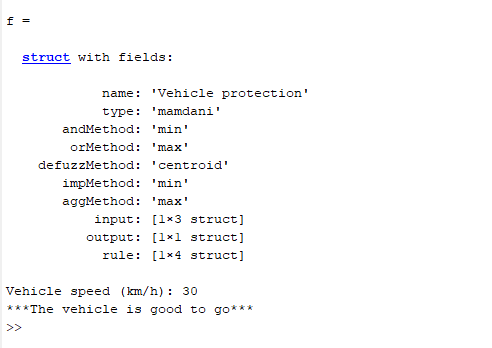 f =
struct with fields:
name: 'Vehicle protection'
type: 'mamdani'
andMethod: 'min'
orMethod: 'max'
defuzzMethod: 'centroid'
impMethod: 'min'
aggMethod: 'max'
input: [1×3 struct]
output: [1×1 struct]
rule: [1×4 struct]
Vehicle speed (km/h): 30
***The vehicle is good to go***
>>